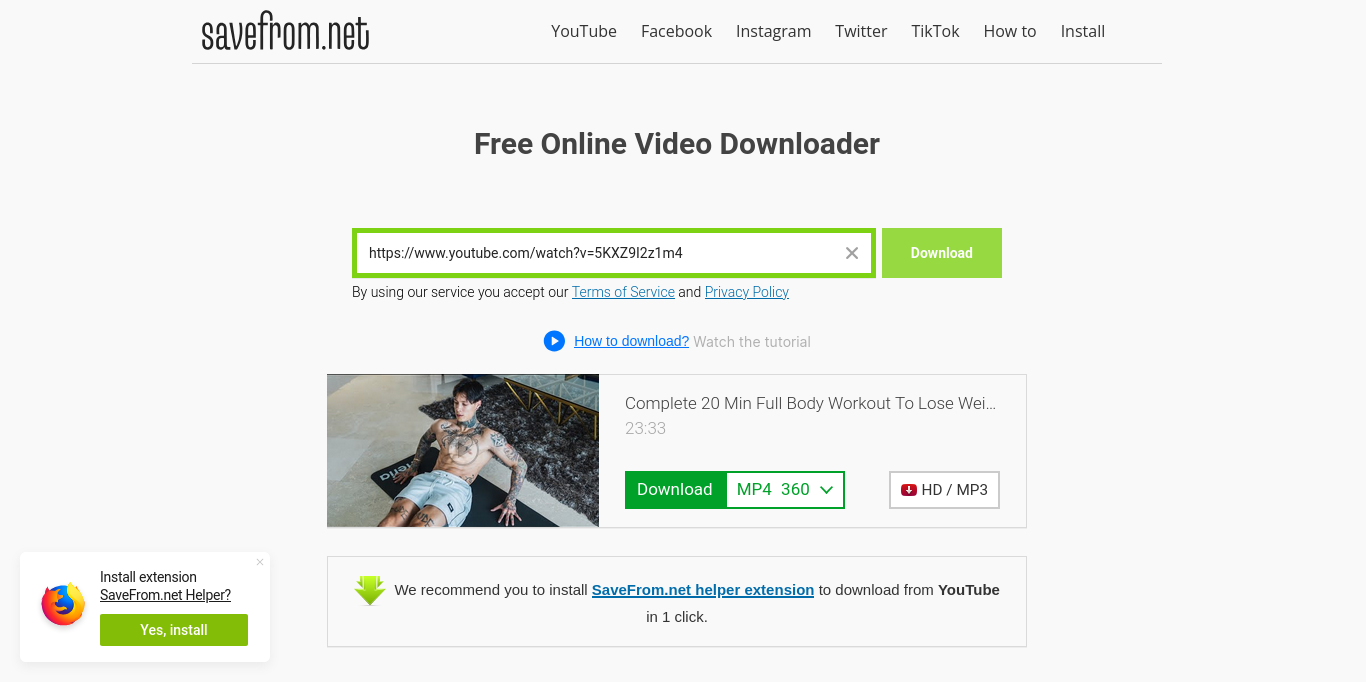 savefrom.net
YouTube Facebook Instagram Twitter TikTok How to Install
Free Online Video Downloader
https://www.youtube.com/watch?v=5KXZ9I2z1m4
Download
By using our service you accept our Terms of Service and Privacy Policy
How to download? Watch the tutorial
Complete 20 Min Full Body Workout To Lose Wei...
23:33
Download MP4 360
HD / MP3
We recommend you to install SaveFrom.net helper extension to download from YouTube
in 1 click.
Install extension
SaveFrom.net Helper?
Yes, install